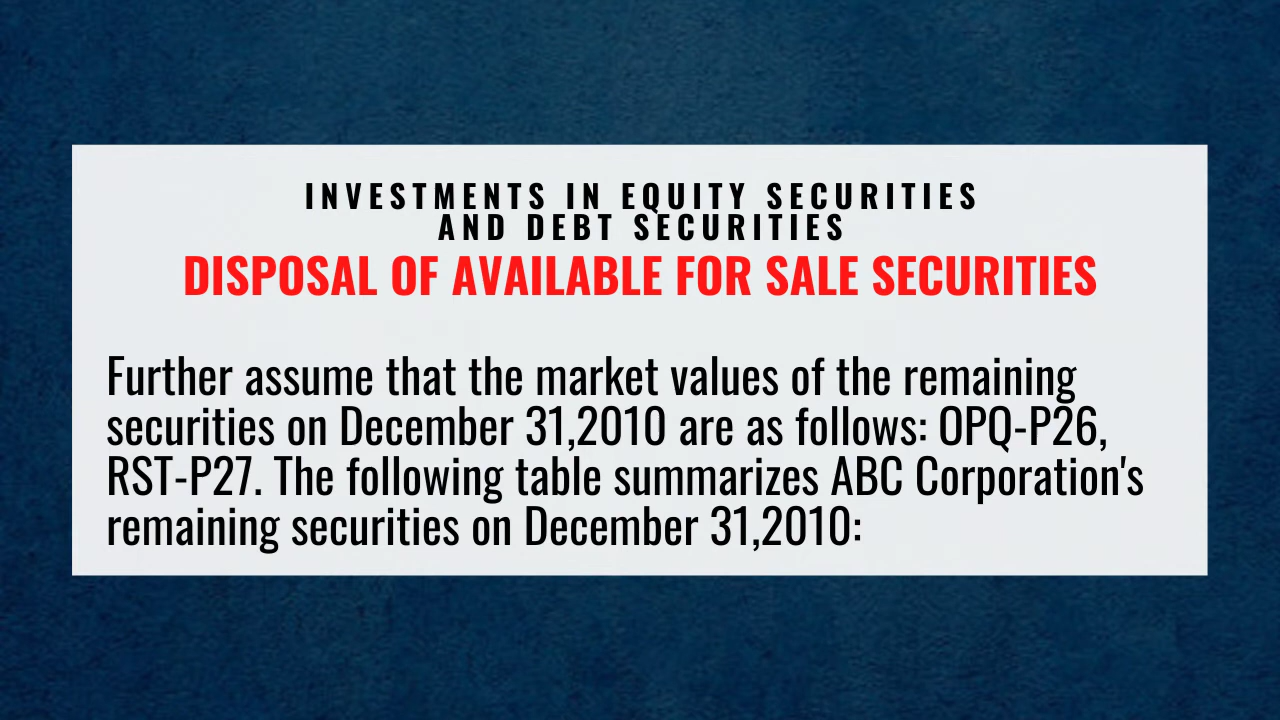 INVESTMENTS IN EQUITY SECURITIES
AND DEBT SECURITIES
DISPOSAL OF AVAILABLE FOR SALE SECURITIES
Further assume that the market values of the remaining
securities on December 31,2010 are as follows: OPQ-P26,
RST-P27. The following table summarizes ABC Corporation's
remaining securities on December 31,2010: